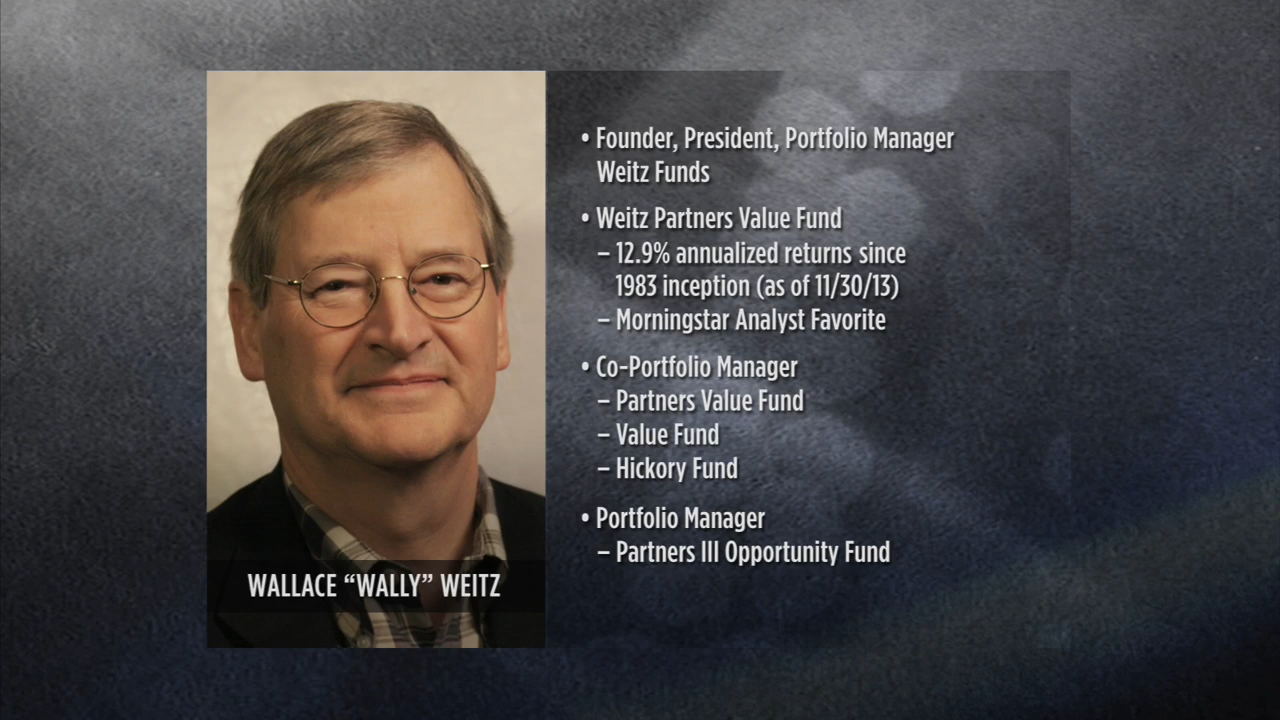 • Founder, President, Portfolio Manager
Weitz Funds
• Weitz Partners Value Fund
– 12.9% annualized returns since
1983 inception (as of 11/30/13)
– Morningstar Analyst Favorite
• Co-Portfolio Manager
– Partners Value Fund
– Value Fund
– Hickory Fund
• Portfolio Manager
– Partners III Opportunity Fund
WALLACE “WALLY” WEITZ